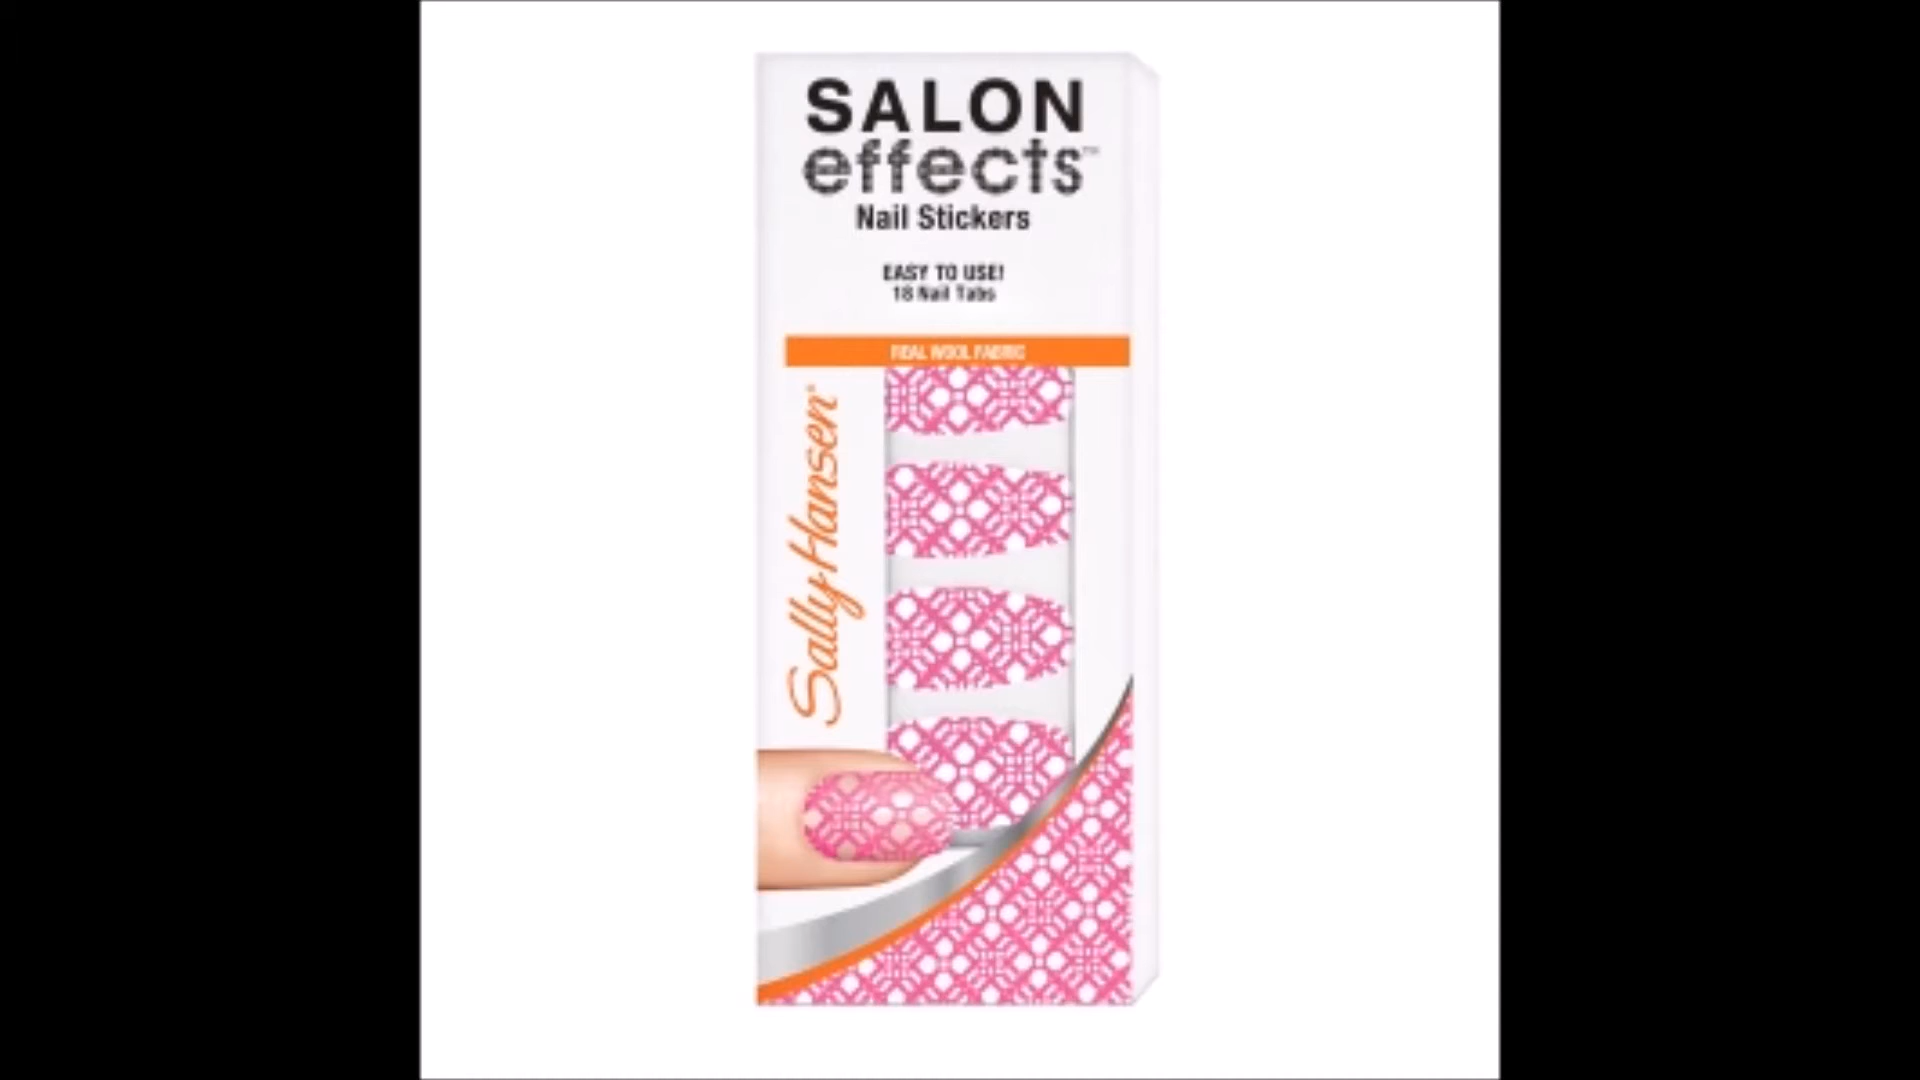 SALON
effects™
Nail Stickers
EASY TO USE!
18 Nail Tabs
REAL WOOL FABRIC
Sally Hansen®